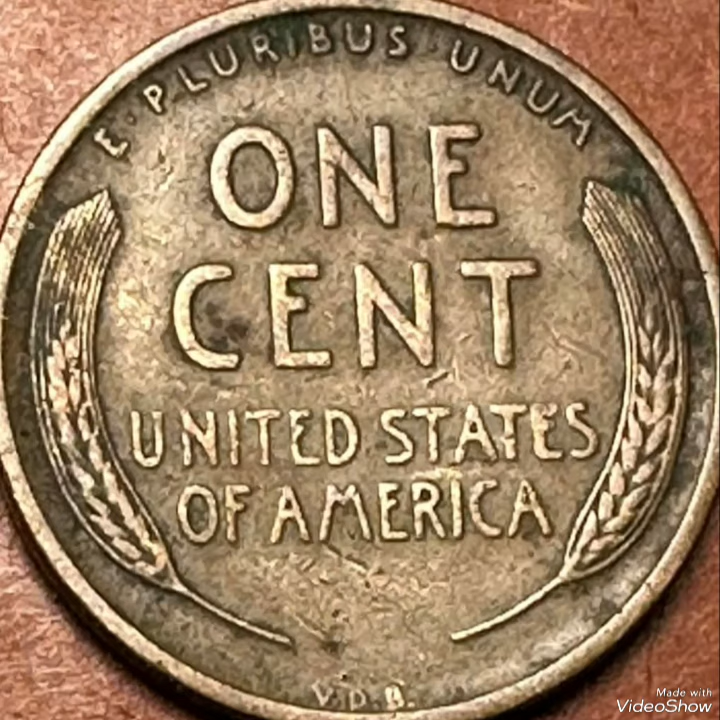 E · PLURIBUS UNUM
ONE
CENT
UNITED STATES
OF AMERICA
V.D.B.
Made with
VideoShow